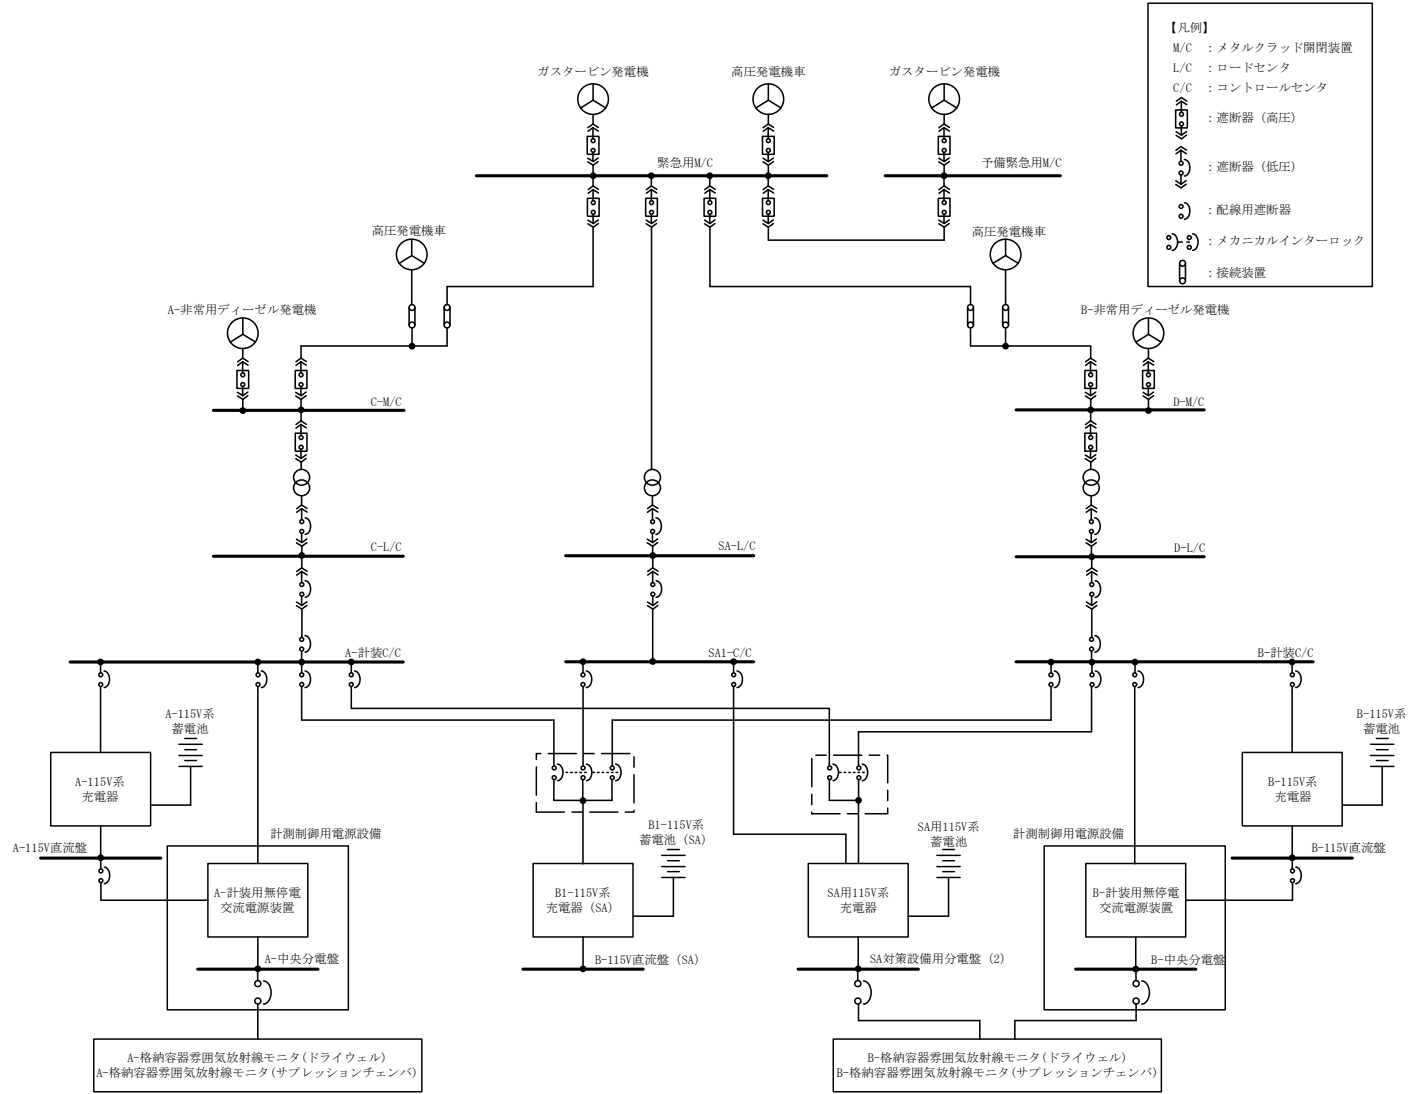 【凡例】
M/C ：メタルクラッド開閉装置
L/C ：ロードセンタ
C/C ：コントロールセンタ
：遮断器（高圧）
：遮断器（低圧）
：配線用遮断器
：メカニカルインターロック
：接続装置
ガスタービン発電機
高圧発電機車
ガスタービン発電機
緊急用M/C
予備緊急用M/C
高圧発電機車
高圧発電機車
A-非常用ディーゼル発電機
B-非常用ディーゼル発電機
C-M/C
D-M/C
C-L/C
SA-L/C
D-L/C
A-計装C/C
SA1-C/C
B-計装C/C
A-115V系
蓄電池
B-115V系
蓄電池
A-115V系
充電器
B-115V系
充電器
計測制御用電源設備
B1-115V系
蓄電池（SA）
SA用115V系
蓄電池
計測制御用電源設備
A-115V直流盤
B-115V直流盤
A-計装用無停電
交流電源装置
B1-115V系
充電器（SA）
SA用115V系
充電器
B-計装用無停電
交流電源装置
A-中央分電盤
B-115V直流盤（SA）
SA対策設備用分電盤（2）
B-中央分電盤
A-格納容器雰囲気放射線モニタ(ドライウェル)
A-格納容器雰囲気放射線モニタ(サプレッションチェンバ)
B-格納容器雰囲気放射線モニタ(ドライウェル)
B-格納容器雰囲気放射線モニタ(サプレッションチェンバ)